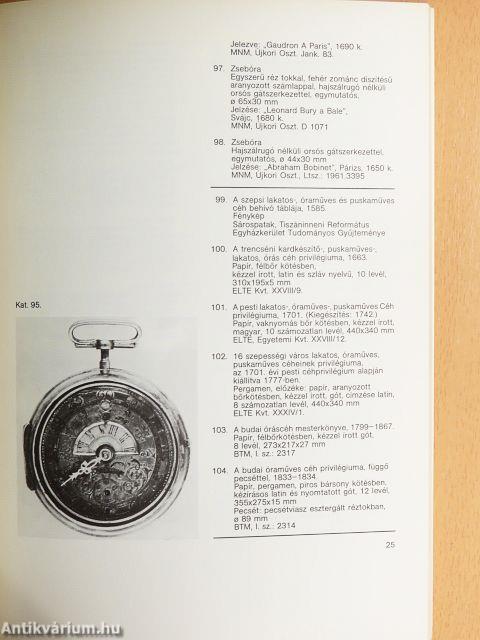 Jelezve: „Gaudron A Paris", 1690 k.
MNM, Újkori Oszt. Jank. 83.
97. Zsebóra
Egyszerű réz tokkal, fehér zománc díszítésű
aranyozott számlappal, hajszálrugó nélküli
orsós gátszerkezettel, egymutatós,
ø 65x30 mm
Jelzése: „Leonard Bury a Bale",
Svájc, 1680 k.
MNM, Újkori Oszt. D 1071
98. Zsebóra
Hajszálrugó nélküli orsós gátszerkezettel,
egymutatós, ø 44x30 mm
Jelzése: „Abraham Bobinet", Párizs, 1650 k.
MNM, Újkori Oszt., Ltsz.: 1961.3395
99. A szepsi lakatos-, óraműves és puskaműves
céh behívó táblája, 1585.
Fénykép
Sárospatak, Tiszáninneni Református
Egyházkerület Tudományos Gyűjteménye
100. A trencséni kardkészítő-, puskaműves-,
lakatos, órás céh privilégiuma, 1663.
Papír, félbőr kötésben,
kézzel írott, latin és szláv nyelvű, 10 levél,
310x195x5 mm
ELTE Kvt. XXVIII/9.
Kat. 95.
101. A pesti lakatos-, óraműves-, puskaműves Céh
privilégiuma, 1701. (Kiegészítés: 1742.)
Papír, vaknyomás bőr kötésben, kézzel írott,
magyar, 10 számozatlan levél, 440x340 mm
ELTE, Egyetemi Kvt. XXVIII/12.
102. 16 szepességi város lakatos, óraműves,
puskaműves céheinek privilégiuma,
az 1701. évi pesti céhprivilégium alapján
kiállítva 1777-ben.
Pergamen, előzéke: papír, aranyozott
bőrkötésben, kézzel írott, gót, címzése latin,
8 számozatlan levél, 440x340 mm
ELTE Kvt. XXXIV/1.
103. A budai óráscéh mesterkönyve, 1799–1867.
Papír, félbőrkötésben, kézzel írott gót,
8 levél, 273x217x27 mm
BTM, l. sz.: 2317
104. A budai óraműves céh privilégiuma, függő
pecséttel, 1833–1834.
Papír, pergamen, piros bársony kötésben,
kézírásos latin és nyomtatott gót, 12 levél,
355x275x15 mm
Pecsét: pecsétviasz esztergált réztokban,
ø 89 mm
BTM, l. sz.: 2314
25
Antikvárium.hu